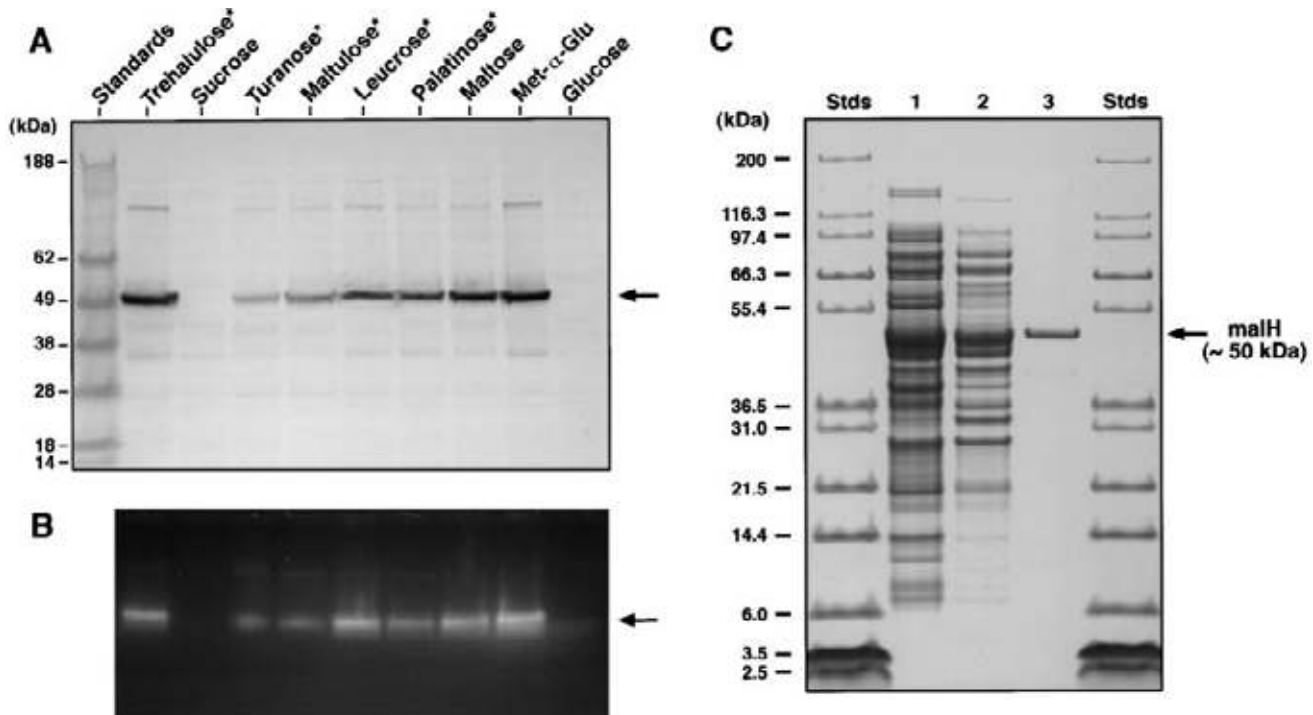 A
Standards
Trehalulose*
Sucrose
Turanose*
Maltulose*
Leucrose*
Palatinose*
Maltose
Met-α-Glu
Glucose
(kDa)
188
62
49
38
28
18
14
B
C
Stds 1 2 3 Stds
(kDa)
200
116.3
97.4
66.3
55.4
36.5
31.0
21.5
14.4
6.0
3.5
2.5
malH
(~ 50 kDa)